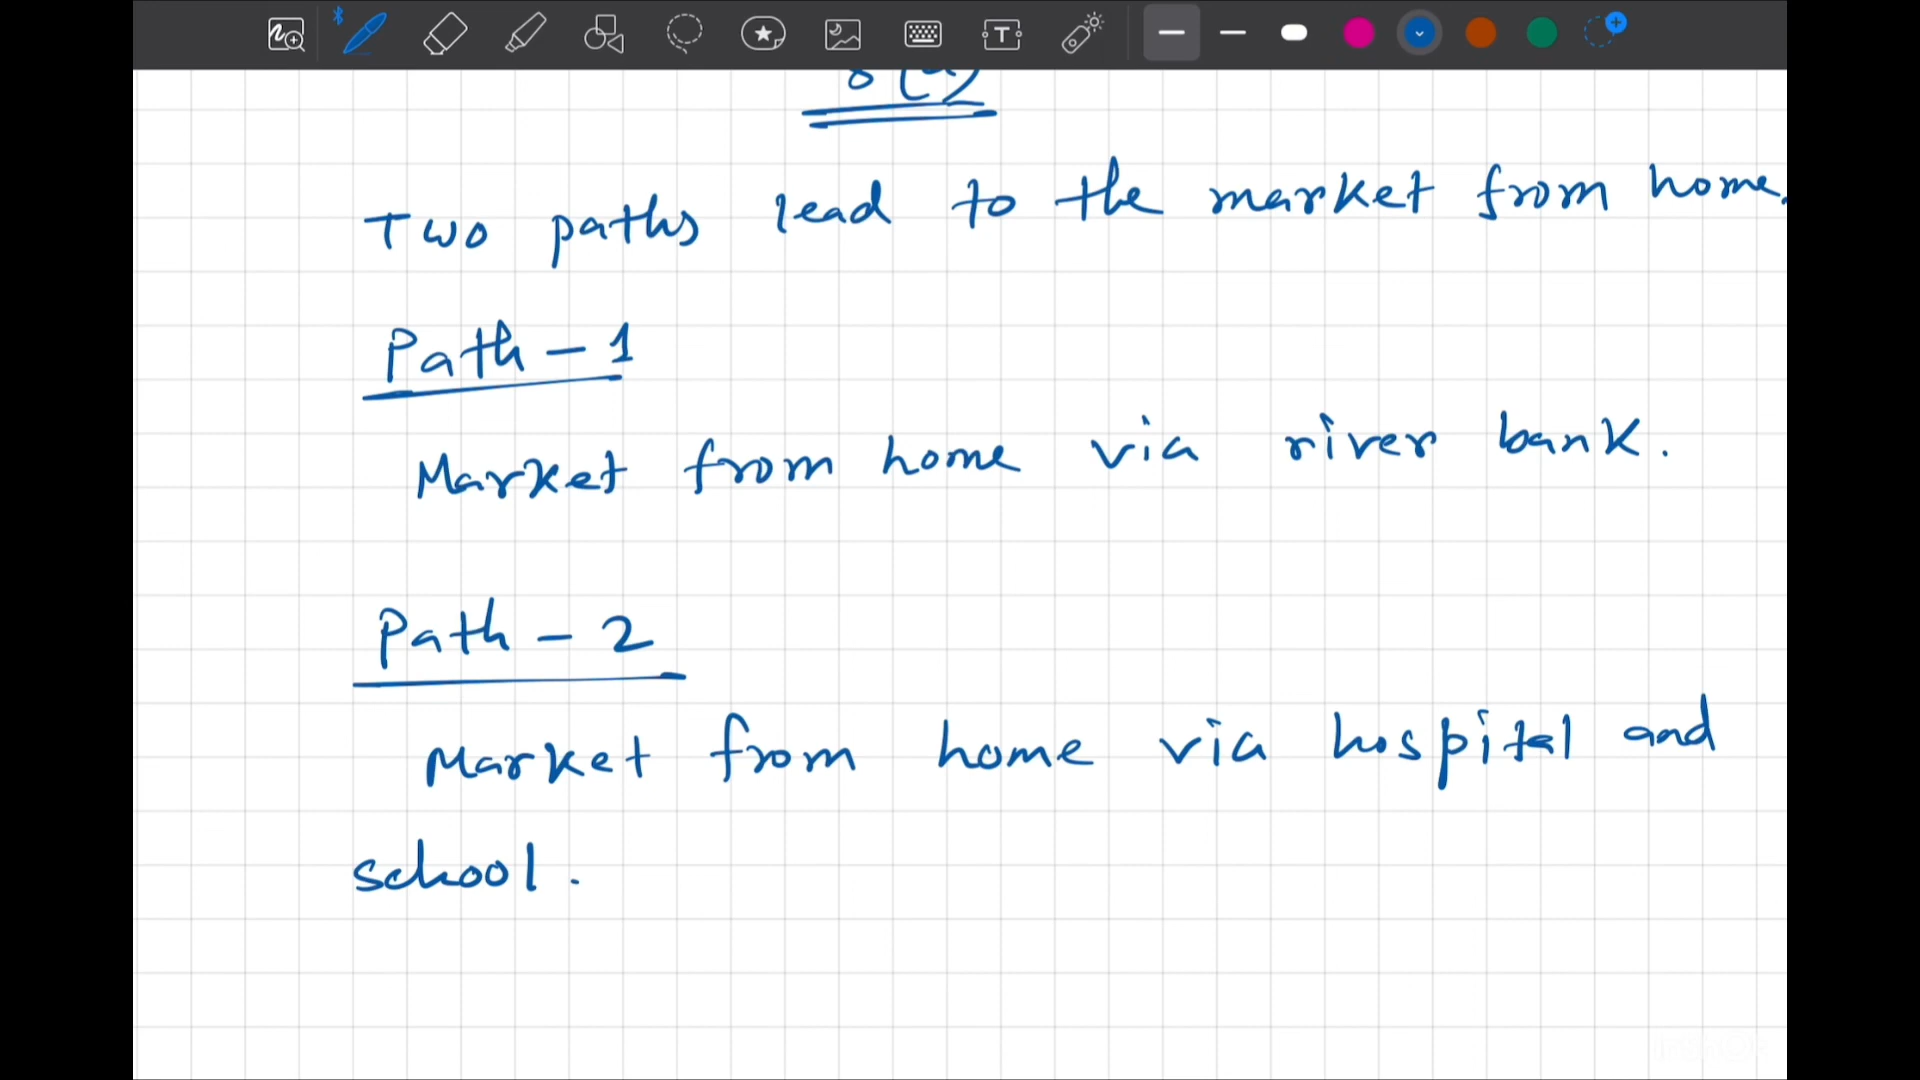 Two paths lead to the market from home.
Path - 1
Market from home via river bank.
Path - 2
Market from home via hospital and
school.